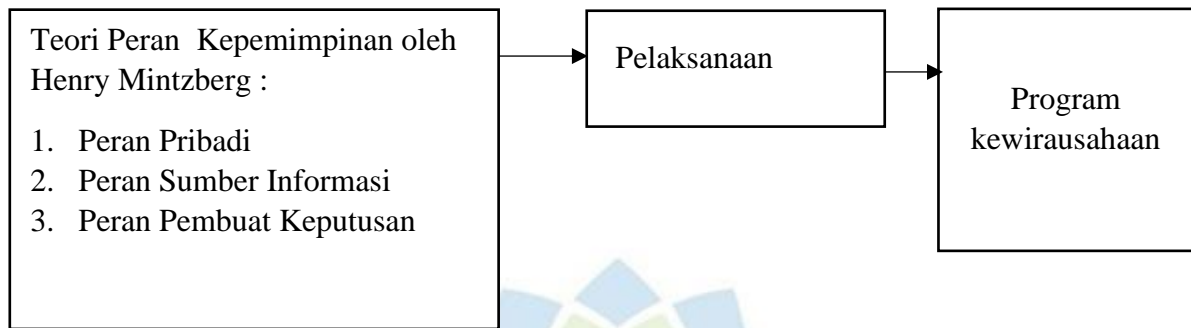 Teori Peran Kepemimpinan oleh
Henry Mintzberg :
1. Peran Pribadi
2. Peran Sumber Informasi
3. Peran Pembuat Keputusan
Pelaksanaan
Program
kewirausahaan